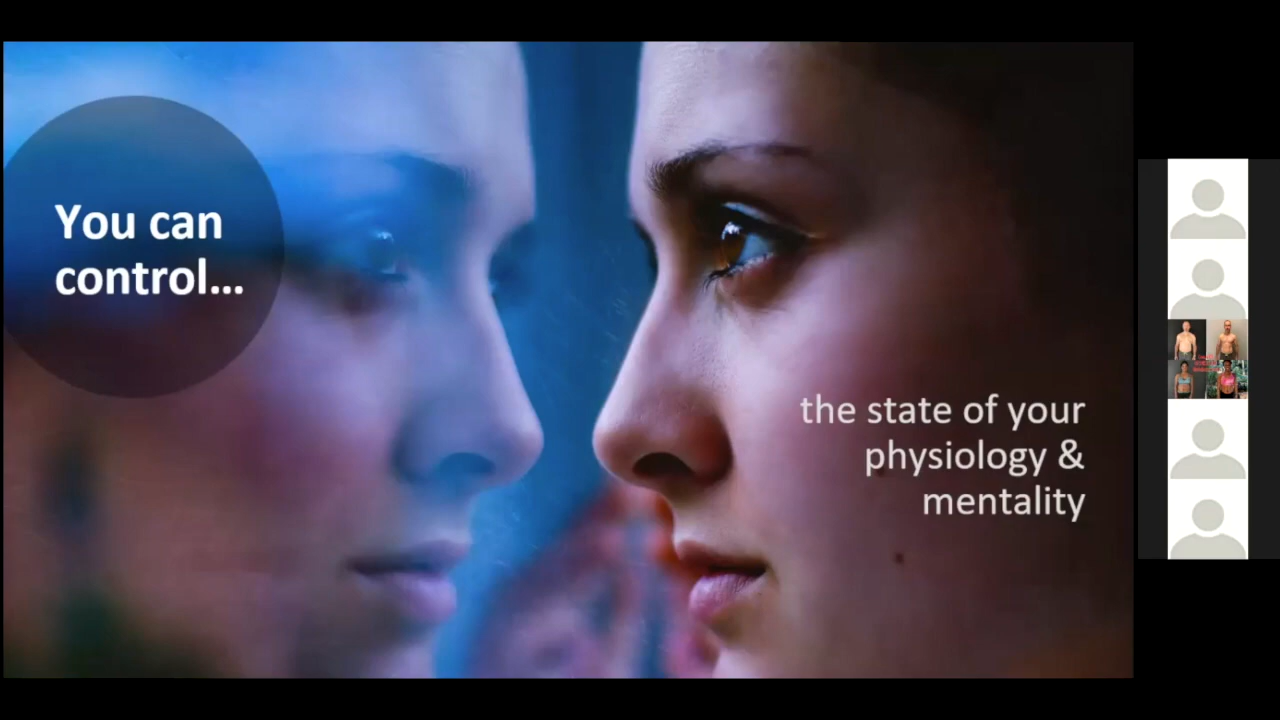 You can
control...
the state of your
physiology &
mentality